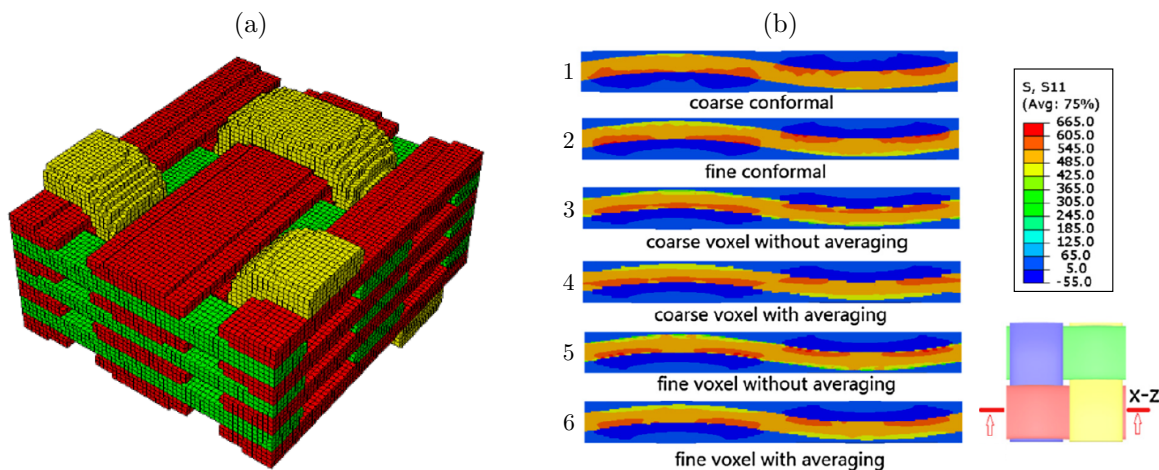 (a)
(b)
1
coarse conformal
2
fine conformal
3
coarse voxel without averaging
4
coarse voxel with averaging
5
fine voxel without averaging
6
fine voxel with averaging
S, S11
(Avg: 75%)
665.0
605.0
545.0
485.0
425.0
365.0
305.0
245.0
185.0
125.0
65.0
5.0
-55.0
X-Z